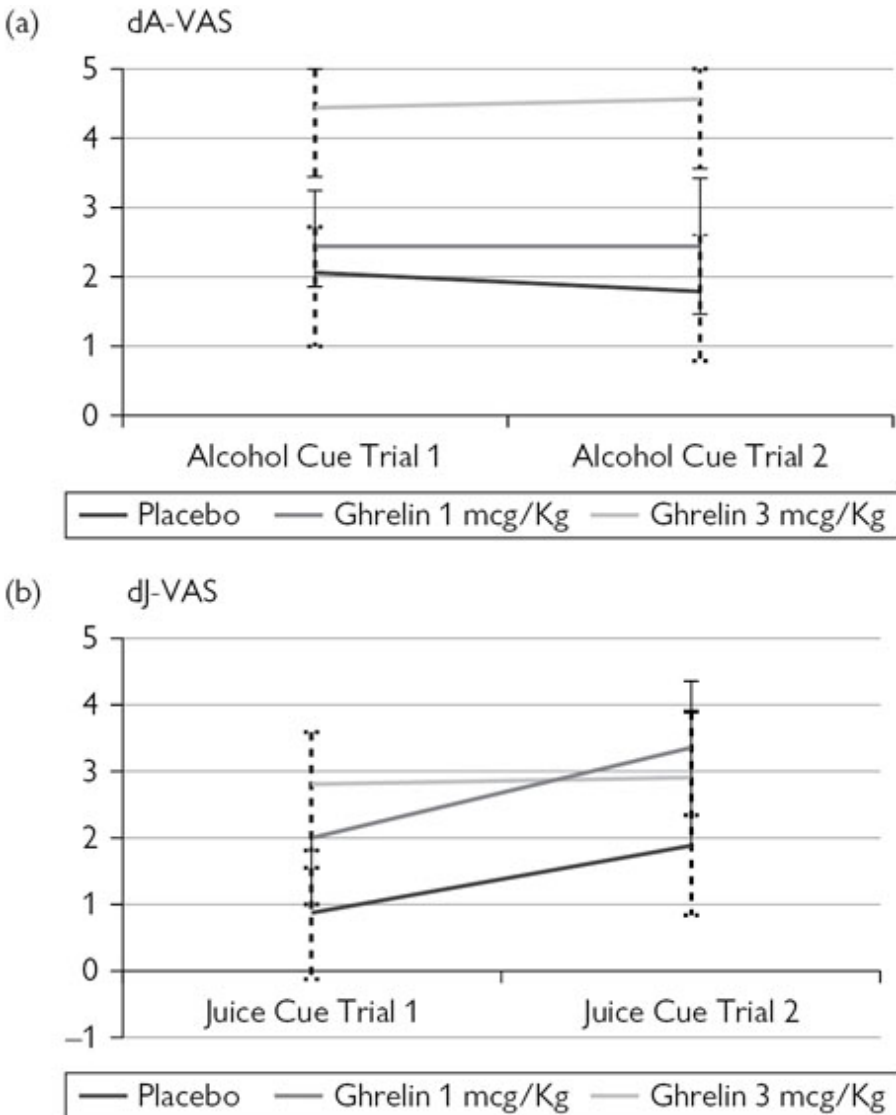 (a) dA-VAS
5
4
3
2
1
0
Alcohol Cue Trial 1 Alcohol Cue Trial 2
Placebo Ghrelin 1 mcg/Kg Ghrelin 3 mcg/Kg
(b) dJ-VAS
5
4
3
2
1
0
Juice Cue Trial 1 Juice Cue Trial 2
–1
Placebo Ghrelin 1 mcg/Kg Ghrelin 3 mcg/Kg